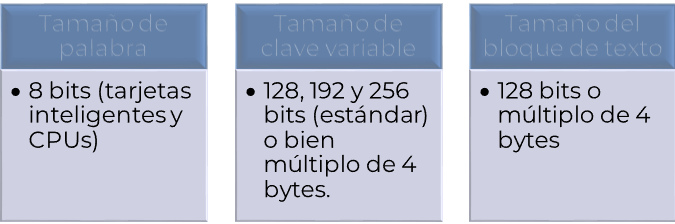 Tamaño de
palabra
• 8 bits (tarjetas
inteligentes y
CPUs)
Tamaño de
clave variable
• 128, 192 y 256
bits (estándar)
o bien
múltiplo de 4
bytes.
Tamaño del
bloque de texto
• 128 bits o
múltiplo de 4
bytes